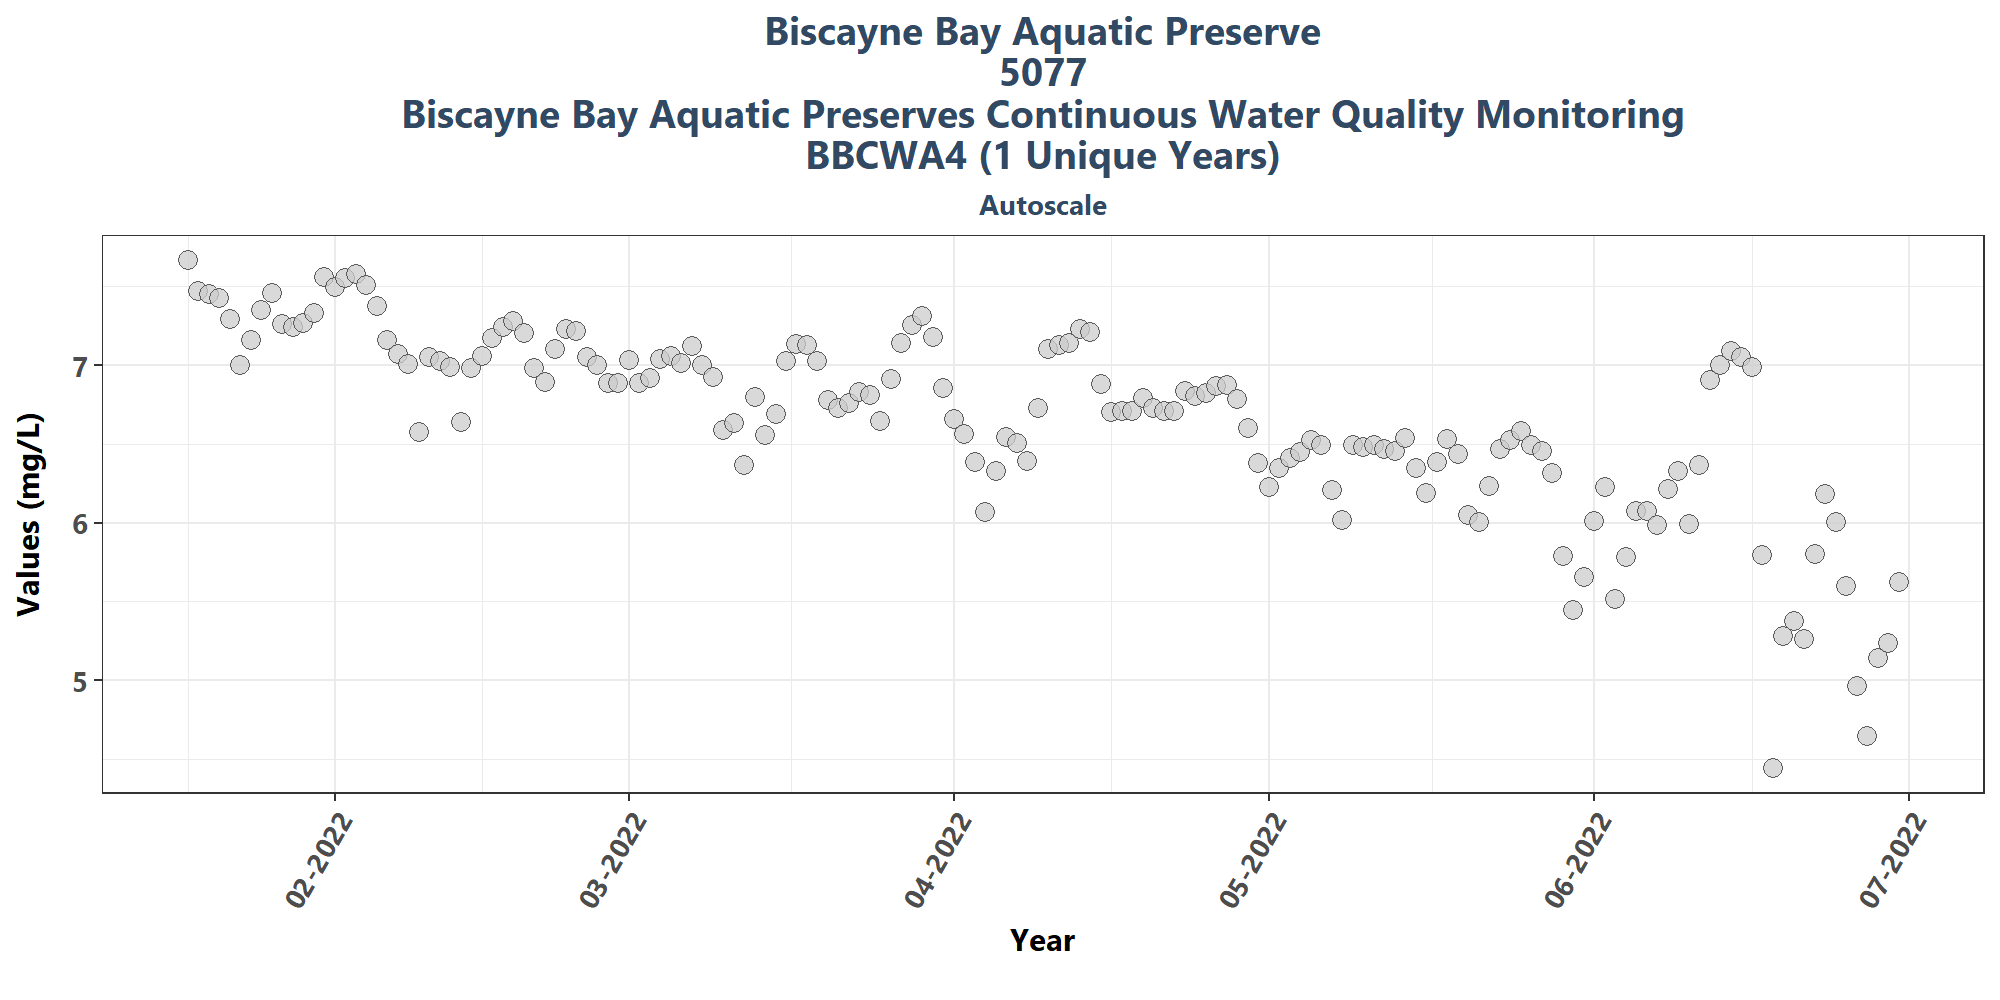 Biscayne Bay Aquatic Preserve
5077
Biscayne Bay Aquatic Preserves Continuous Water Quality Monitoring
BBCWA4 (1 Unique Years)
Autoscale
Values (mg/L)
7
6
5
02-2022
03-2022
04-2022
05-2022
06-2022
07-2022
Year